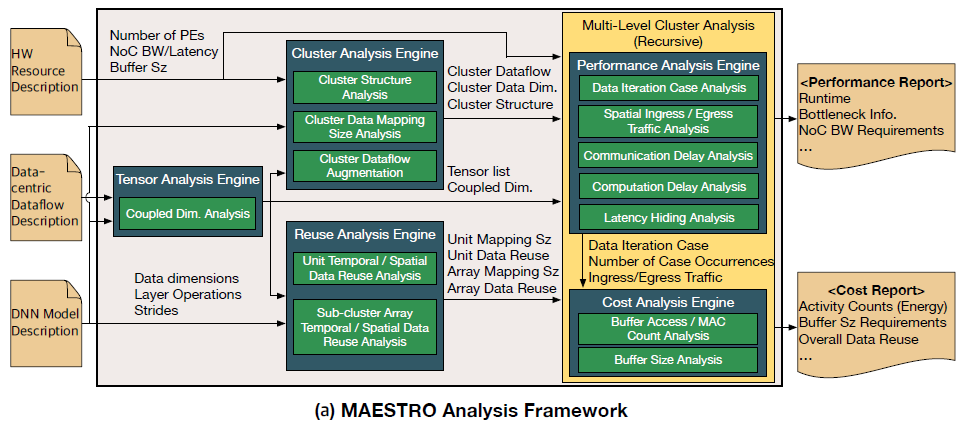 HW
Resource
Description
Data-
centric
Dataflow
Description
DNN Model
Description
Number of PEs
NoC BW/Latency
Buffer Sz
Tensor Analysis Engine
Coupled Dim. Analysis
Data dimensions
Layer Operations
Strides
Cluster Analysis Engine
Cluster Structure
Analysis
Cluster Data Mapping
Size Analysis
Cluster Dataflow
Augmentation
Reuse Analysis Engine
Unit Temporal / Spatial
Data Reuse Analysis
Sub-cluster Array
Temporal / Spatial Data
Reuse Analysis
Cluster Dataflow
Cluster Data Dim.
Cluster Structure
Tensor list
Coupled Dim.
Unit Mapping Sz
Unit Data Reuse
Array Mapping Sz
Array Data Reuse
Multi-Level Cluster Analysis
(Recursive)
Performance Analysis Engine
Data Iteration Case Analysis
Spatial Ingress / Egress
Traffic Analysis
Communication Delay Analysis
Computation Delay Analysis
Latency Hiding Analysis
Data Iteration Case
Number of Case Occurrences
Ingress/Egress Traffic
Cost Analysis Engine
Buffer Access / MAC
Count Analysis
Buffer Size Analysis
<Performance Report>
Runtime
Bottleneck Info.
NoC BW Requirements
...
<Cost Report>
Activity Counts (Energy)
Buffer Sz Requirements
Overall Data Reuse
...
(a) MAESTRO Analysis Framework